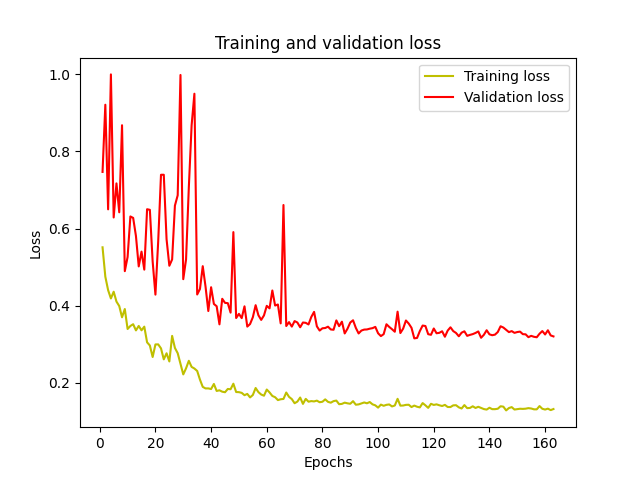 Training and validation loss
Training loss
Validation loss
1.0
0.8
0.6
0.4
0.2
Loss
0 20 40 60 80 100 120 140 160
Epochs